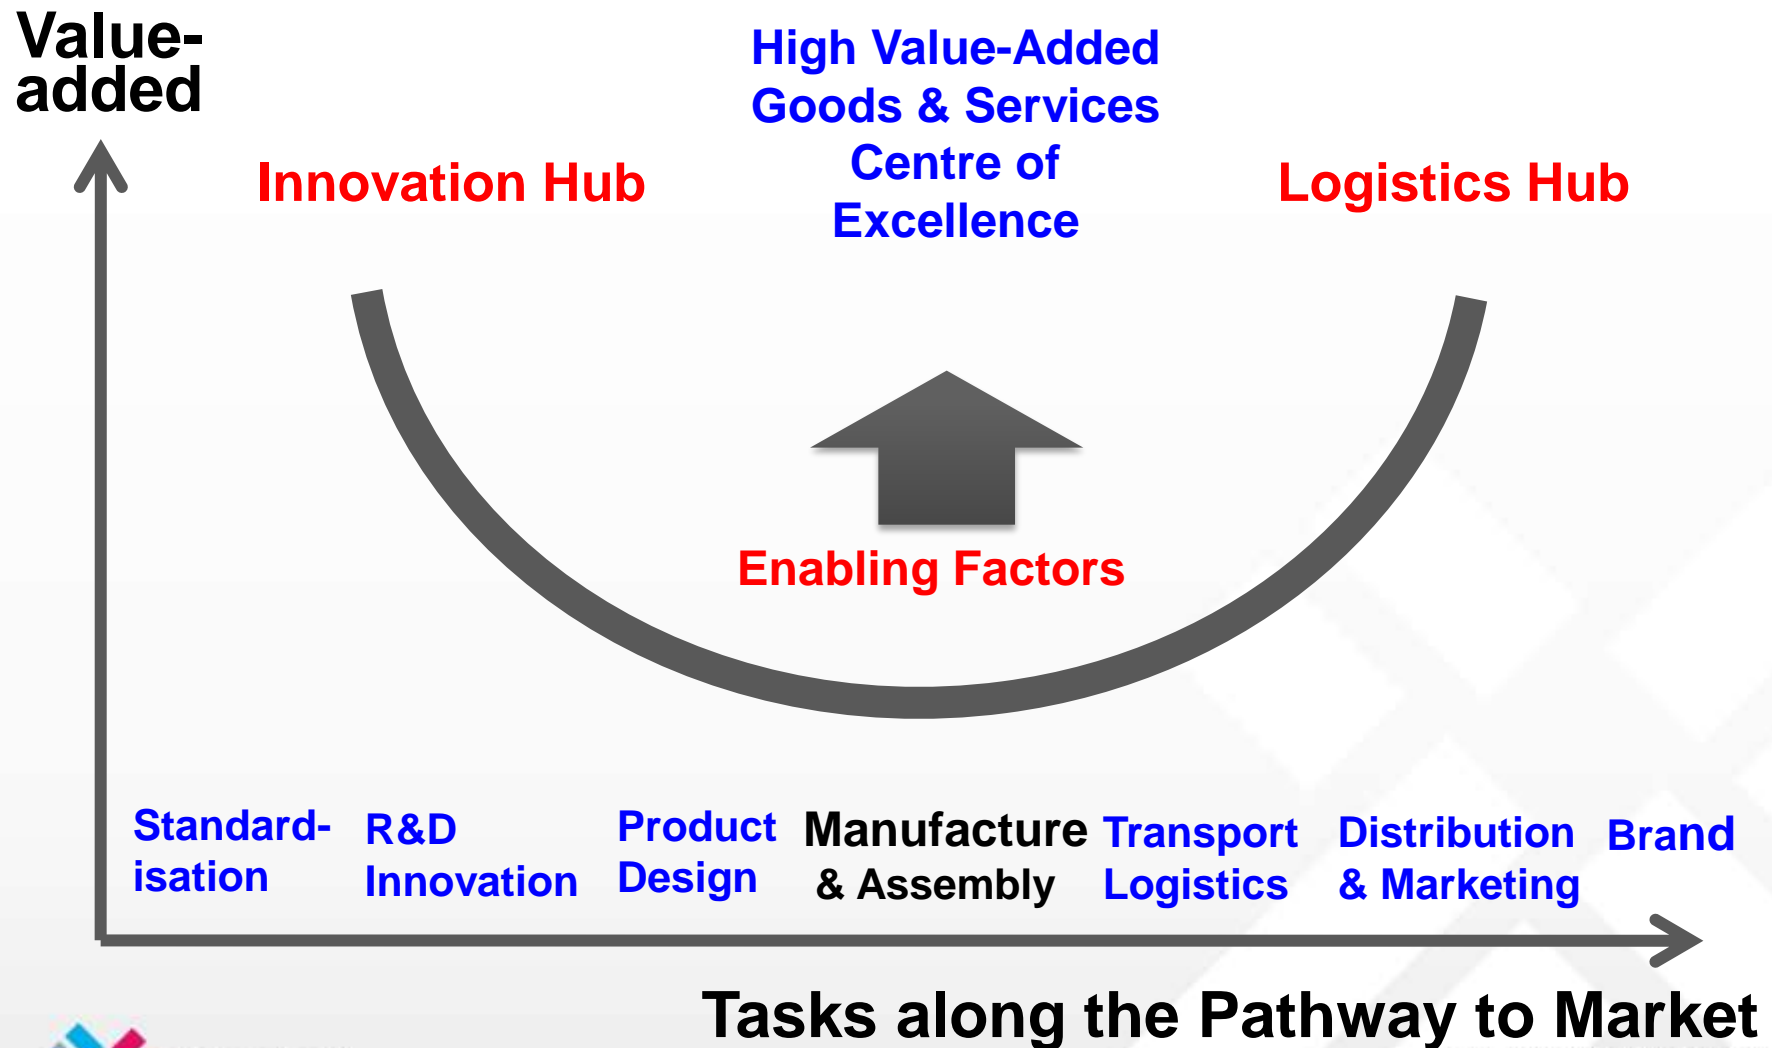 Value-
added
High Value-Added
Goods & Services
Centre of
Excellence
Innovation Hub
Logistics Hub
Enabling Factors
Standard-
isation
R&D
Innovation
Product
Design
Manufacture
& Assembly
Transport
Logistics
Distribution
& Marketing
Brand
Tasks along the Pathway to Market